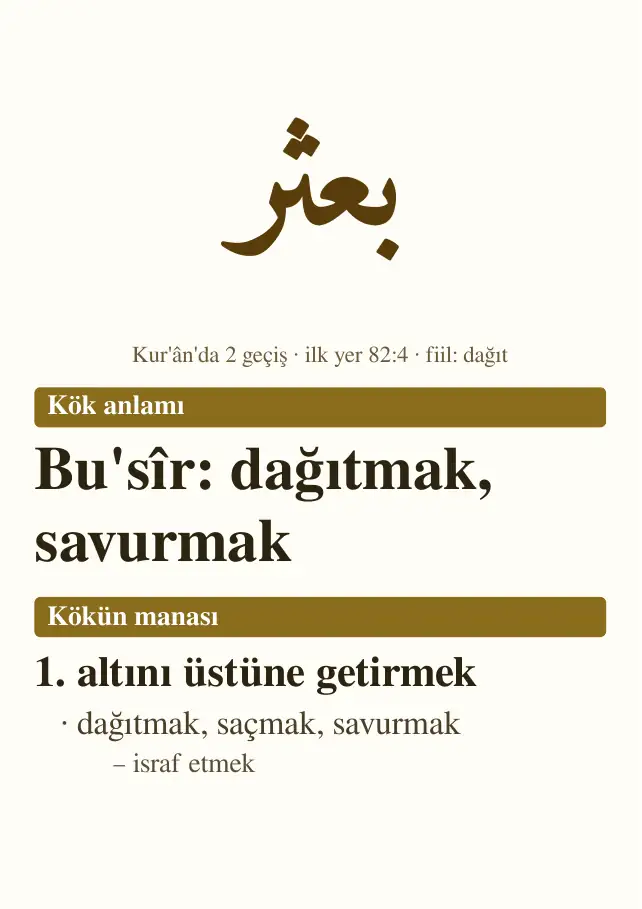 بعثر
Kur'ân'da 2 geçiş · ilk yer 82:4 · fiil: dağıt
Kök anlamı
Bu'sîr: dağıtmak,
savurmak
Kökün manası
1. altını üstüne getirmek
· dağıtmak, saçmak, savurmak
– israf etmek